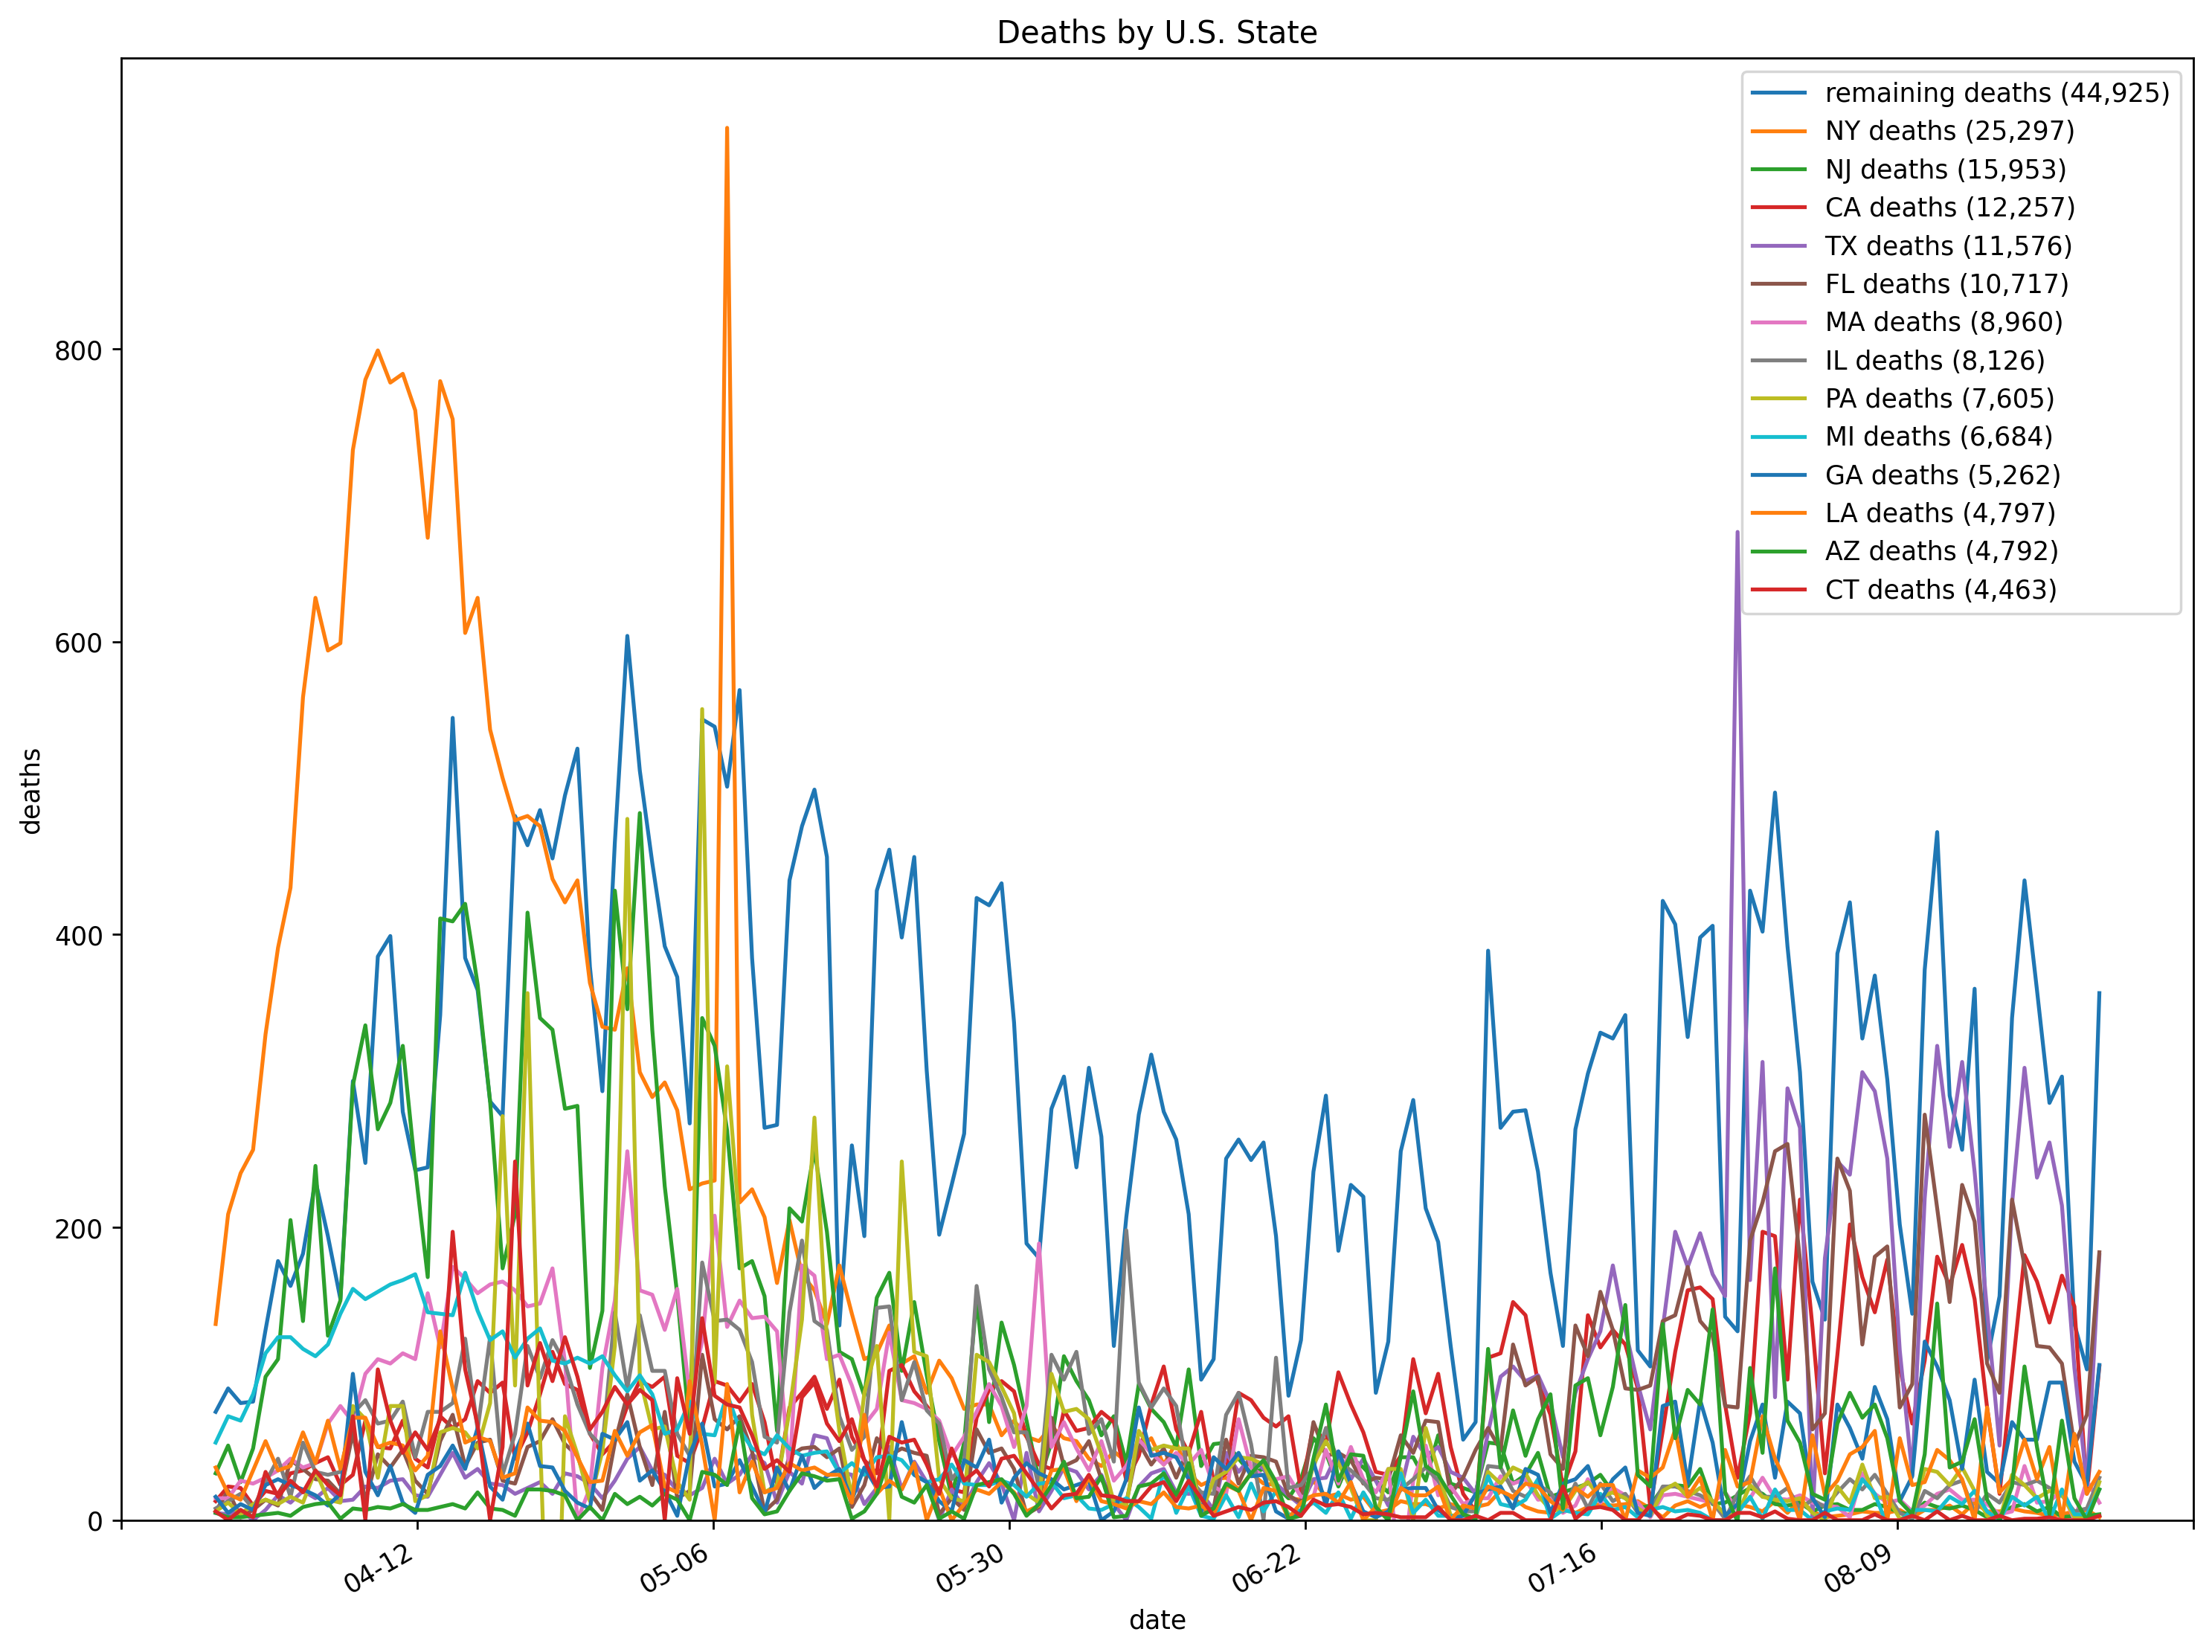 Deaths by U.S. State
remaining deaths (44,925)
NY deaths (25,297)
NJ deaths (15,953)
CA deaths (12,257)
TX deaths (11,576)
FL deaths (10,717)
MA deaths (8,960)
IL deaths (8,126)
PA deaths (7,605)
MI deaths (6,684)
GA deaths (5,262)
LA deaths (4,797)
AZ deaths (4,792)
CT deaths (4,463)
800
600
400
200
0
deaths
04-12
05-06
05-30
06-22
07-16
08-09
date